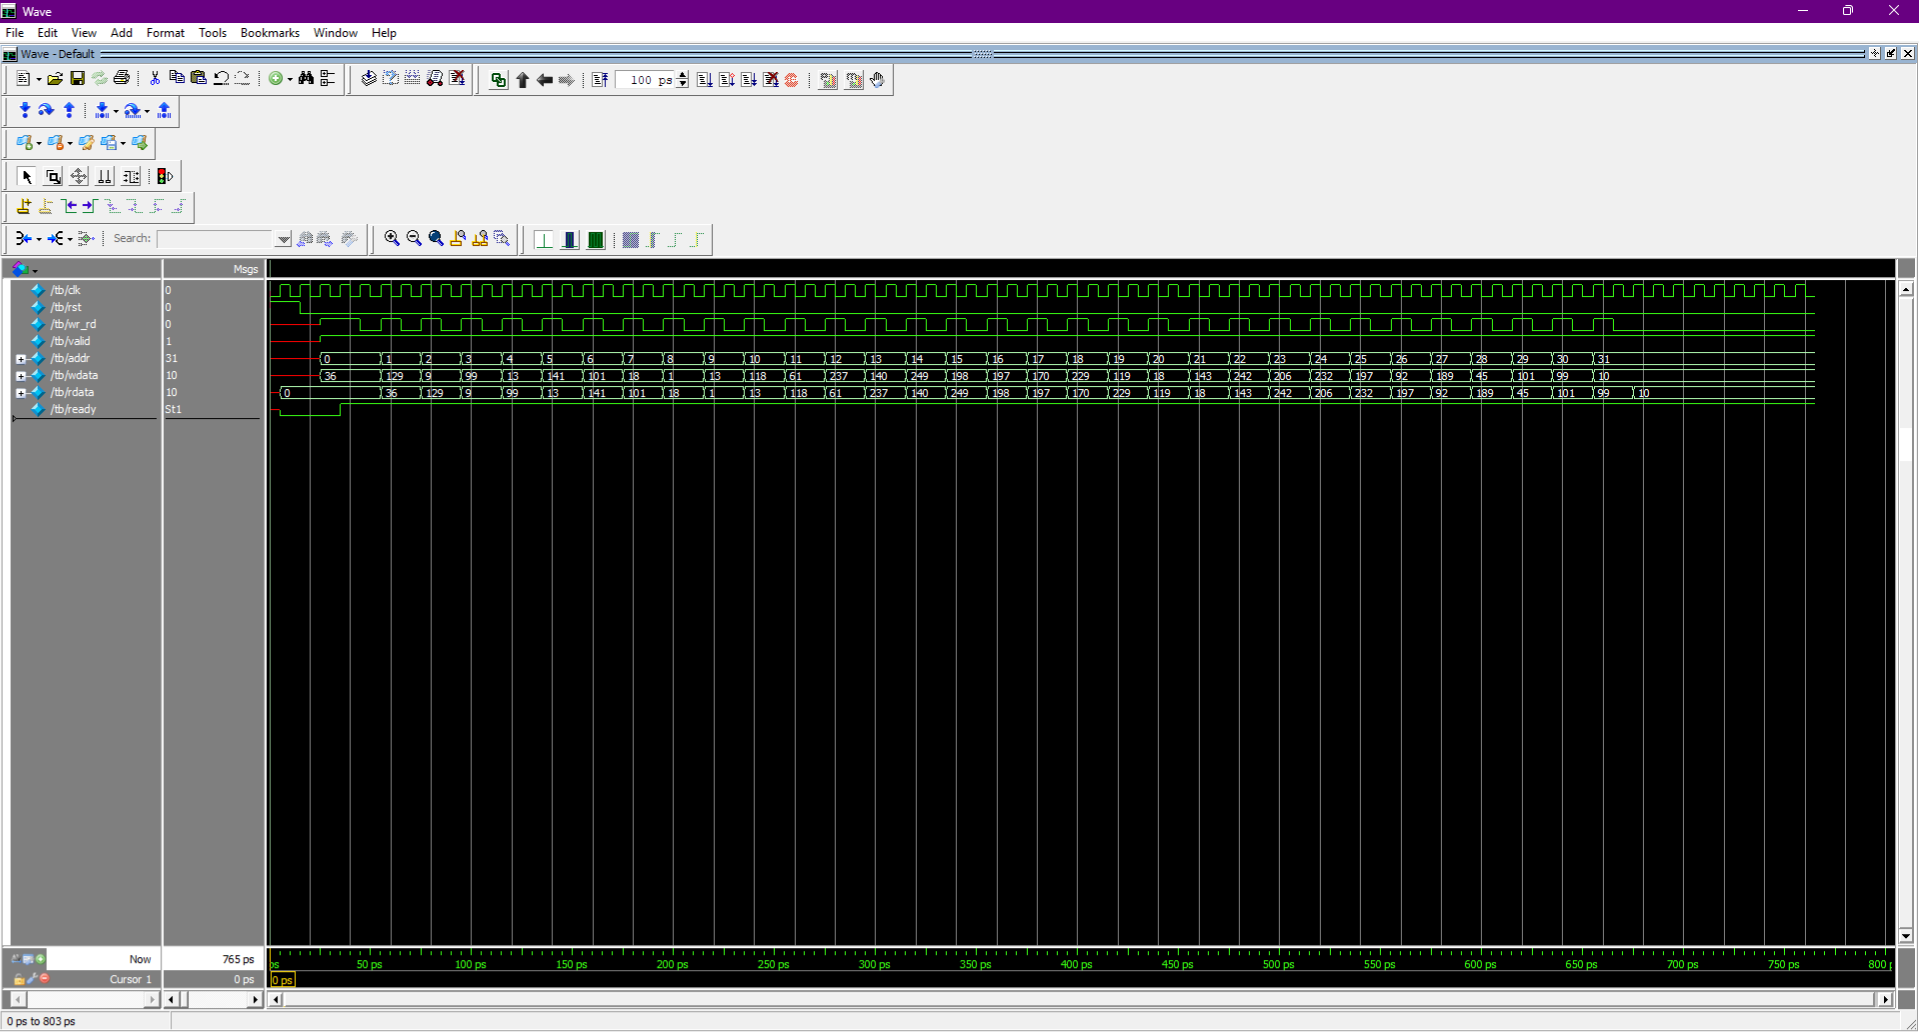 Wave
File Edit View Add Format Tools Bookmarks Window Help
Wave - Default
100 ps
Search:
Msgs
/tb/clk 0
/tb/rst 0
/tb/wr_rd 0
/tb/valid 1
/tb/addr 31 0 1 2 3 4 5 6 7 8 9 10 11 12 13 14 15 16 17 18 19 20 21 22 23 24 25 26 27 28 29 30 31
/tb/wdata 10 36 129 9 99 13 141 101 18 1 13 118 61 237 140 249 198 197 170 229 119 18 143 242 206 232 197 92 189 45 101 99 10
/tb/rdata 10 0 36 129 9 99 13 141 101 18 1 13 118 61 237 140 249 198 197 170 229 119 18 143 242 206 232 197 92 189 45 101 99 10
/tb/ready St1
Now 765 ps ps 50 ps 100 ps 150 ps 200 ps 250 ps 300 ps 350 ps 400 ps 450 ps 500 ps 550 ps 600 ps 650 ps 700 ps 750 ps 800
Cursor 1 0 ps 0 ps
0 ps to 803 ps